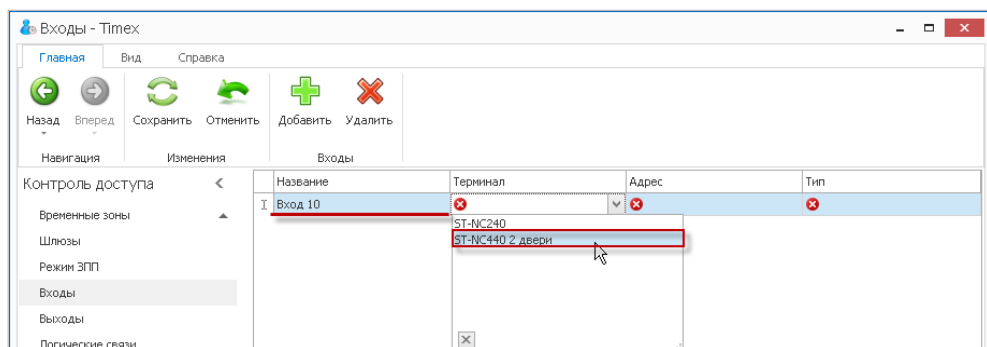 Входы - Timex
Главная Вид Справка
Назад Вперед Сохранить Отменить Добавить Удалить
Навигация Изменения Входы
Контроль доступа
Название Терминал Адрес Тип
Вход 10
Временные зоны
ST-NC240
Шлюзы
ST-NC440 2 двери
Режим ЗПП
Входы
Выходы
Логические связи